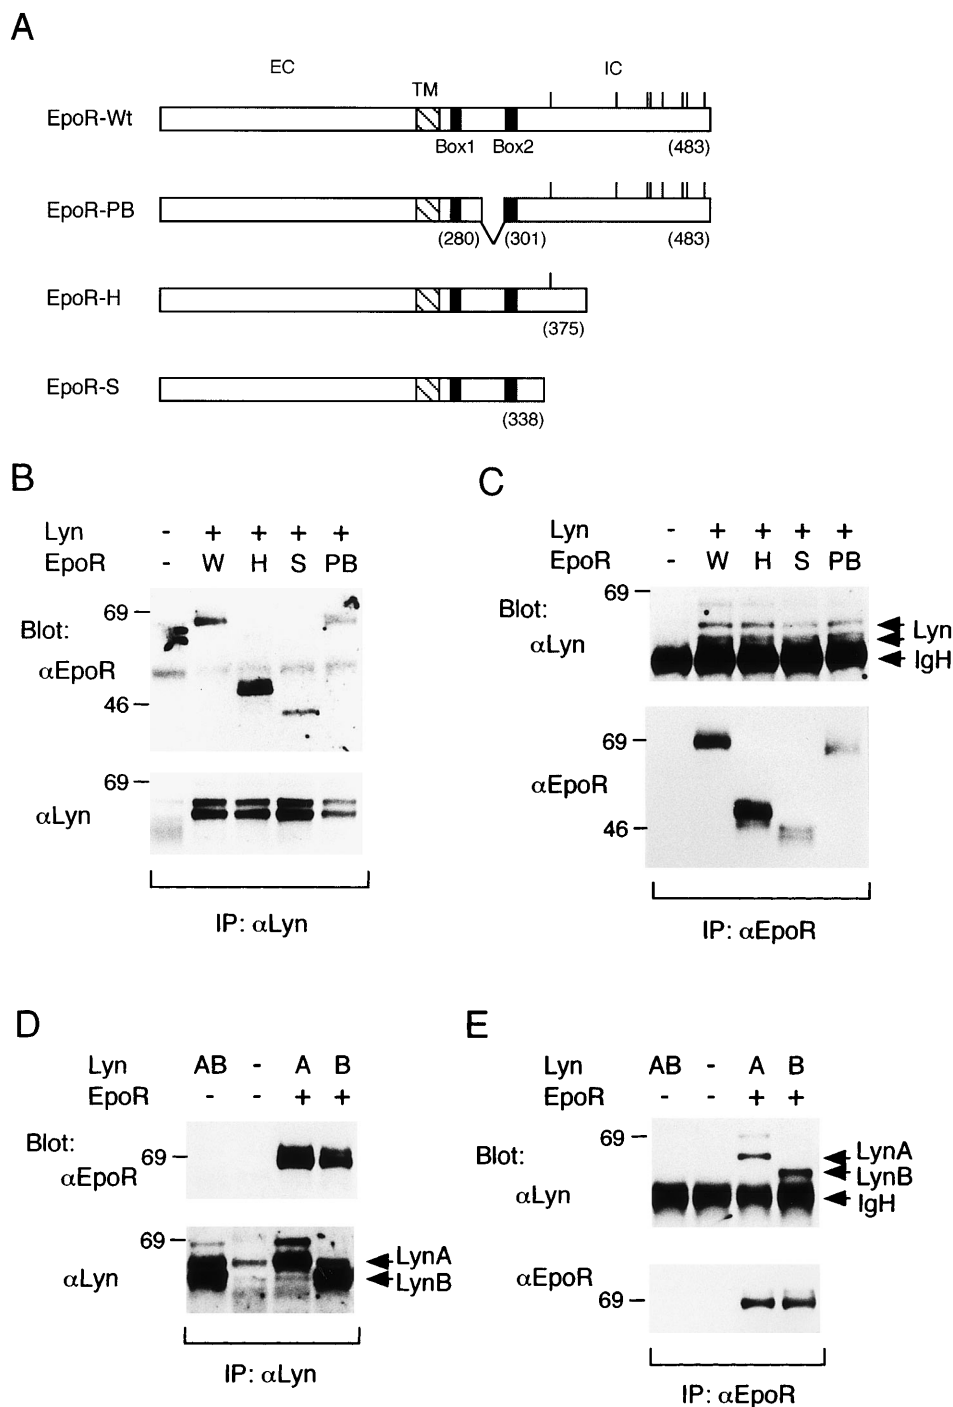 A
EC IC
TM
EpoR-Wt
Box1 Box2 (483)
EpoR-PB
(280) (301) (483)
EpoR-H
(375)
EpoR-S
(338)
B
Lyn - + + + +
EpoR - W H S PB
Blot:
69
αEpoR
46
69
αLyn
IP: αLyn
C
Lyn - + + + +
EpoR - W H S PB
69
Blot:
αLyn
Lyn
IgH
69
αEpoR
46
IP: αEpoR
D
Lyn AB - A B
EpoR - - + +
Blot:
69
αEpoR
69
αLyn
LynA
LynB
IP: αLyn
E
Lyn AB - A B
EpoR - - + +
69
Blot:
αLyn
LynA
LynB
IgH
αEpoR
69
IP: αEpoR